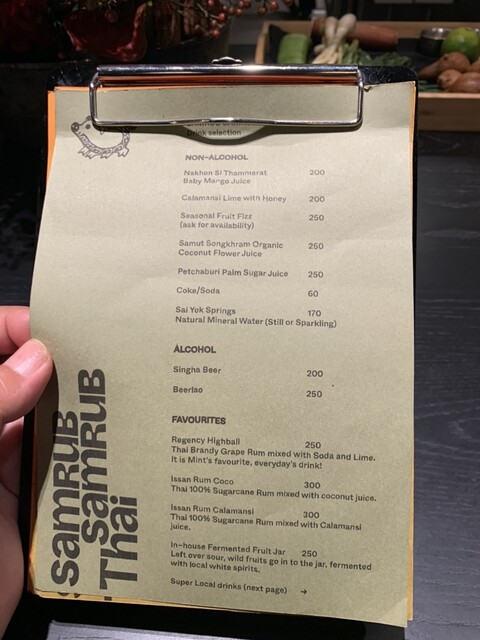 Drink selection
NON-ALCOHOL
Nakhon Si Thammarat 200
Baby Mango Juice
Calamansi Lime with Honey 200
Seasonal Fruit Fizz 250
(ask for availability)
Samut Songkhram Organic 250
Coconut Flower Juice
Petchaburi Palm Sugar Juice 250
Coke/Soda 60
Sai Yok Springs 170
Natural Mineral Water (Still or Sparkling)
ALCOHOL
Singha Beer 200
Beerlao 250
FAVOURITES
Regency Highball 250
Thai Brandy Grape Rum mixed with Soda and Lime.
It is Mint's favourite, everyday's drink!
Issan Rum Coco 300
Thai 100% Sugarcane Rum mixed with coconut juice.
Issan Rum Calamansi 300
Thai 100% Sugarcane Rum mixed with Calamansi
juice.
In-house Fermented Fruit Jar 250
Left over sour, wild fruits go in to the jar, fermented
with local white spirits.
Super Local drinks (next page) →
samrub
samrub
Thai